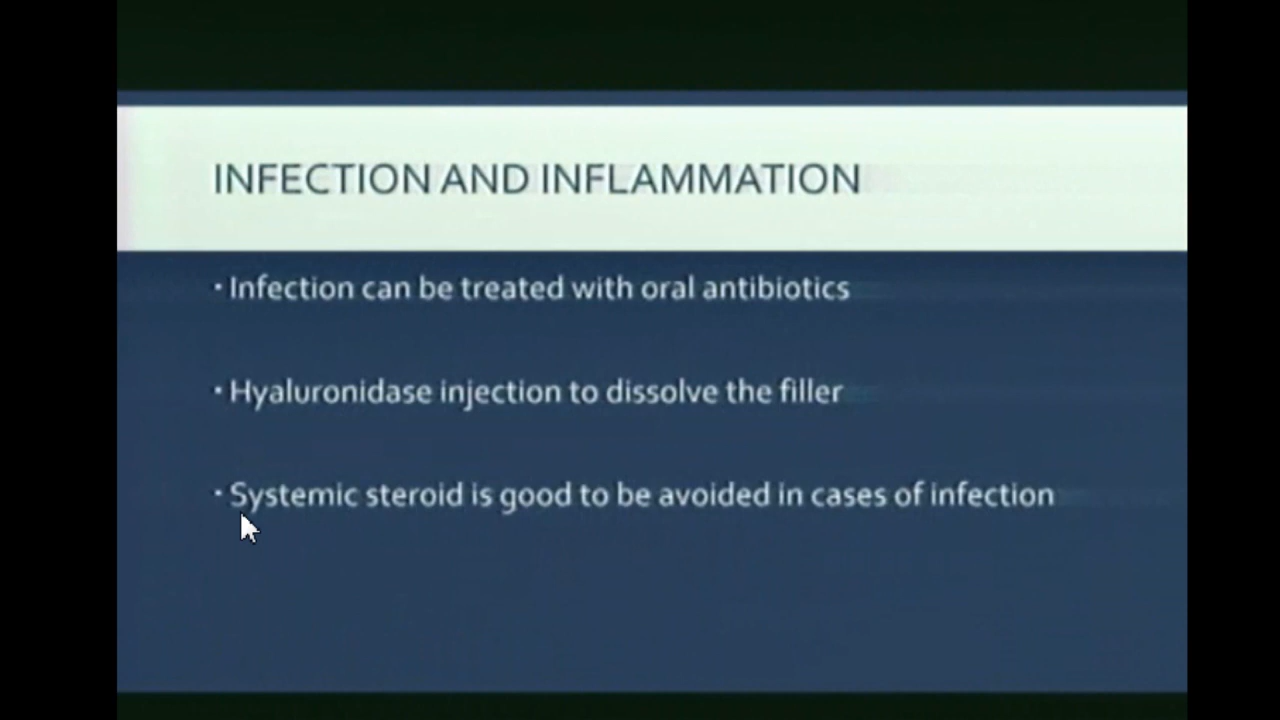 INFECTION AND INFLAMMATION
• Infection can be treated with oral antibiotics
• Hyaluronidase injection to dissolve the filler
• Systemic steroid is good to be avoided in cases of infection